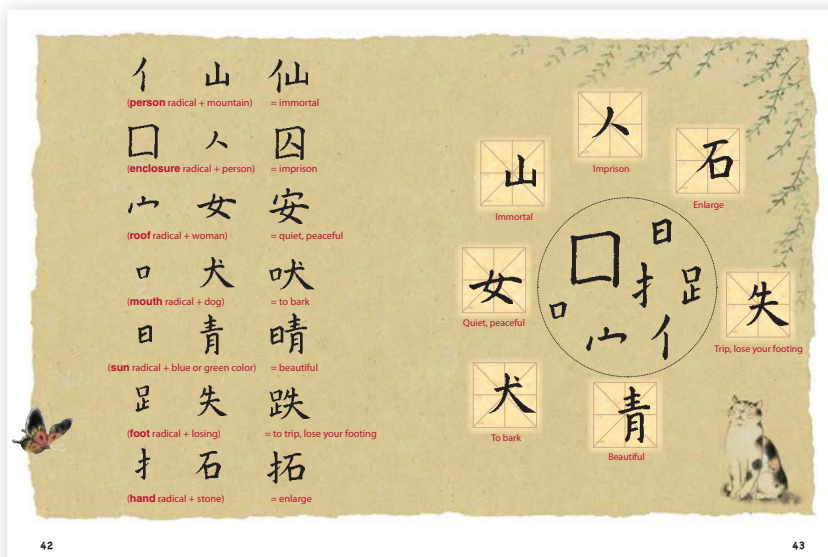 亻 山 仙
(person radical + mountain) = immortal
囗 人 囚
(enclosure radical + person) = imprison
宀 女 安
(roof radical + woman) = quiet, peaceful
口 犬 吠
(mouth radical + dog) = to bark
日 青 晴
(sun radical + blue or green color) = beautiful
𧾷 失 跌
(foot radical + losing) = to trip, lose your footing
扌 石 拓
(hand radical + stone) = enlarge
42
人
Imprison
石
Enlarge
山
Immortal
女
Quiet, peaceful
失
Trip, lose your footing
犬
To bark
青
Beautiful
囗 日
扌 𧾷
口 宀 亻
43